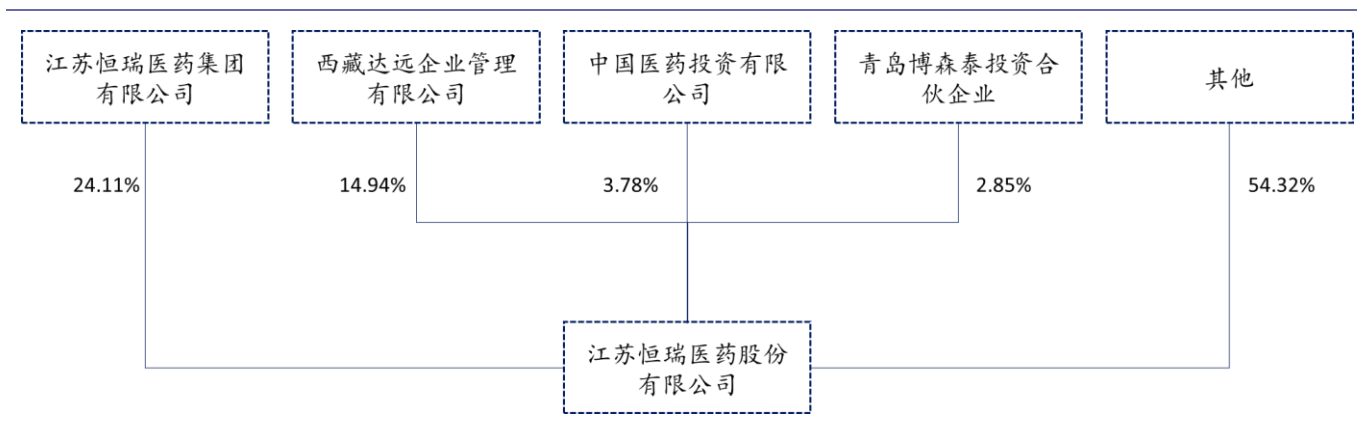 江苏恒瑞医药集团
有限公司
西藏达远企业管理
有限公司
中国医药投资有限
公司
青岛博森泰投资合
伙企业
其他
24.11%
14.94%
3.78%
2.85%
54.32%
江苏恒瑞医药股份
有限公司